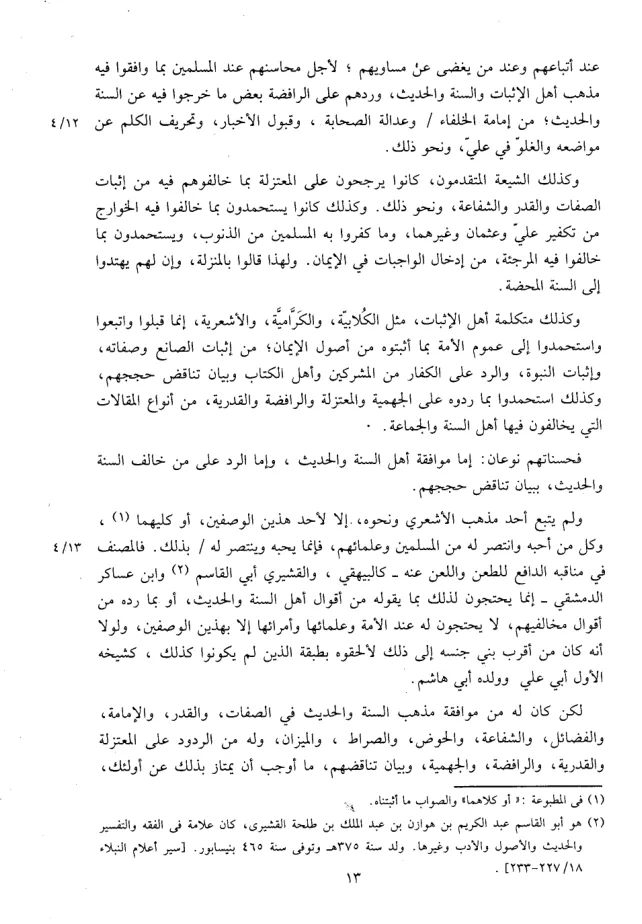 عند أتباعهم وعند من يغضى عن مساويهم ؛ لأجل محاسنهم عند المسلمين بما وافقوا فيه
مذهب أهل الإثبات والسنة والحديث، وردهم على الرافضة بعض ما خرجوا فيه عن السنة
والحديث؛ من إمامة الخلفاء / وعدالة الصحابة ، وقبول الأخبار، وتحريف الكلم عن ٤/١٢
مواضعه والغلوّ في عليّ، ونحو ذلك.
وكذلك الشيعة المتقدمون، كانوا يرجحون على المعتزلة بما خالفوهم فيه من إثبات
الصفات والقدر والشفاعة، ونحو ذلك. وكذلك كانوا يستحمدون بما خالفوا فيه الخوارج
من تكفير عليّ وعثمان وغيرهما، وما كفروا به المسلمين من الذنوب، ويستحمدون بما
خالفوا فيه المرجئة، من إدخال الواجبات في الإيمان. ولهذا قالوا بالمنزلة، وإن لهم يهتدوا
إلى السنة المحضة.
وكذلك متكلمة أهل الإثبات، مثل الكُلابيّة، والكَرَّاميَّة، والأشعرية، إنما قبلوا واتبعوا
واستحمدوا إلى عموم الأمة بما أثبتوه من أصول الإيمان؛ من إثبات الصانع وصفاته،
وإثبات النبوة، والرد على الكفار من المشركين وأهل الكتاب وبيان تناقض حججهم،
وكذلك استحمدوا بما ردوه على الجهمية والمعتزلة والرافضة والقدرية، من أنواع المقالات
التي يخالفون فيها أهل السنة والجماعة.
فحسناتهم نوعان: إما موافقة أهل السنة والحديث ، وإما الرد على من خالف السنة
والحديث، ببيان تناقض حججهم.
ولم يتبع أحد مذهب الأشعري ونحوه، إلا لأحد هذين الوصفين، أو كليهما (١) ،
وكل من أحبه وانتصر له من المسلمين وعلمائهم، فإنما يحبه وينتصر له / بذلك. فالمصنف ٤/١٣
في مناقبه الدافع للطعن واللعن عنه ـ كالبيهقي ، والقشيري أبي القاسم (٢) وابن عساكر
الدمشقي ـ إنما يحتجون لذلك بما يقوله من أقوال أهل السنة والحديث، أو بما رده من
أقوال مخالفيهم، لا يحتجون له عند الأمة وعلمائها وأمرائها إلا بهذين الوصفين، ولولا
أنه كان من أقرب بني جنسه إلى ذلك لألحقوه بطبقة الذين لم يكونوا كذلك ، كشيخه
الأول أبي علي وولده أبي هاشم.
لكن كان له من موافقة مذهب السنة والحديث في الصفات، والقدر، والإمامة،
والفضائل، والشفاعة، والحوض، والصراط ، والميزان، وله من الردود على المعتزلة
والقدرية، والرافضة، والجهمية، وبيان تناقضهم، ما أوجب أن يمتاز بذلك عن أولئك،
(١) في المطبوعة :« أو كلاهما» والصواب ما أثبتناه.
(٢) هو أبو القاسم عبد الكريم بن هوازن بن عبد الملك بن طلحة القشيرى، كان علامة فى الفقه والتفسير
والحديث والأصول والأدب وغيرها. ولد سنة ٣٧٥هـ وتوفى سنة ٤٦٥ بنيسابور. [سير أعلام النبلاء
١٨/ ٢٢٧-٢٣٣] .
١٣